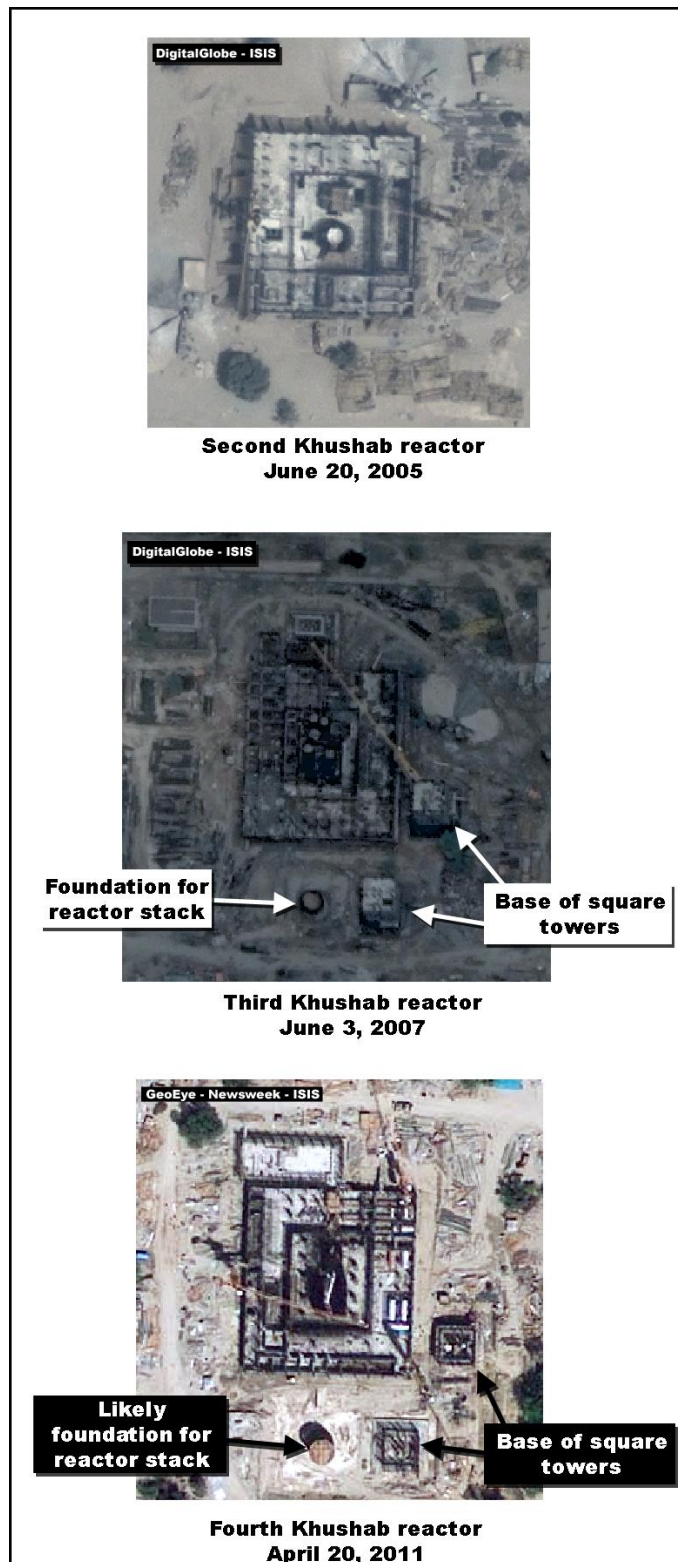 DigitalGlobe - ISIS
Second Khushab reactor
June 20, 2005
DigitalGlobe - ISIS
Foundation for
reactor stack
Base of square
towers
Third Khushab reactor
June 3, 2007
GeoEye - Newsweek - ISIS
Likely
foundation for
reactor stack
Base of square
towers
Fourth Khushab reactor
April 20, 2011